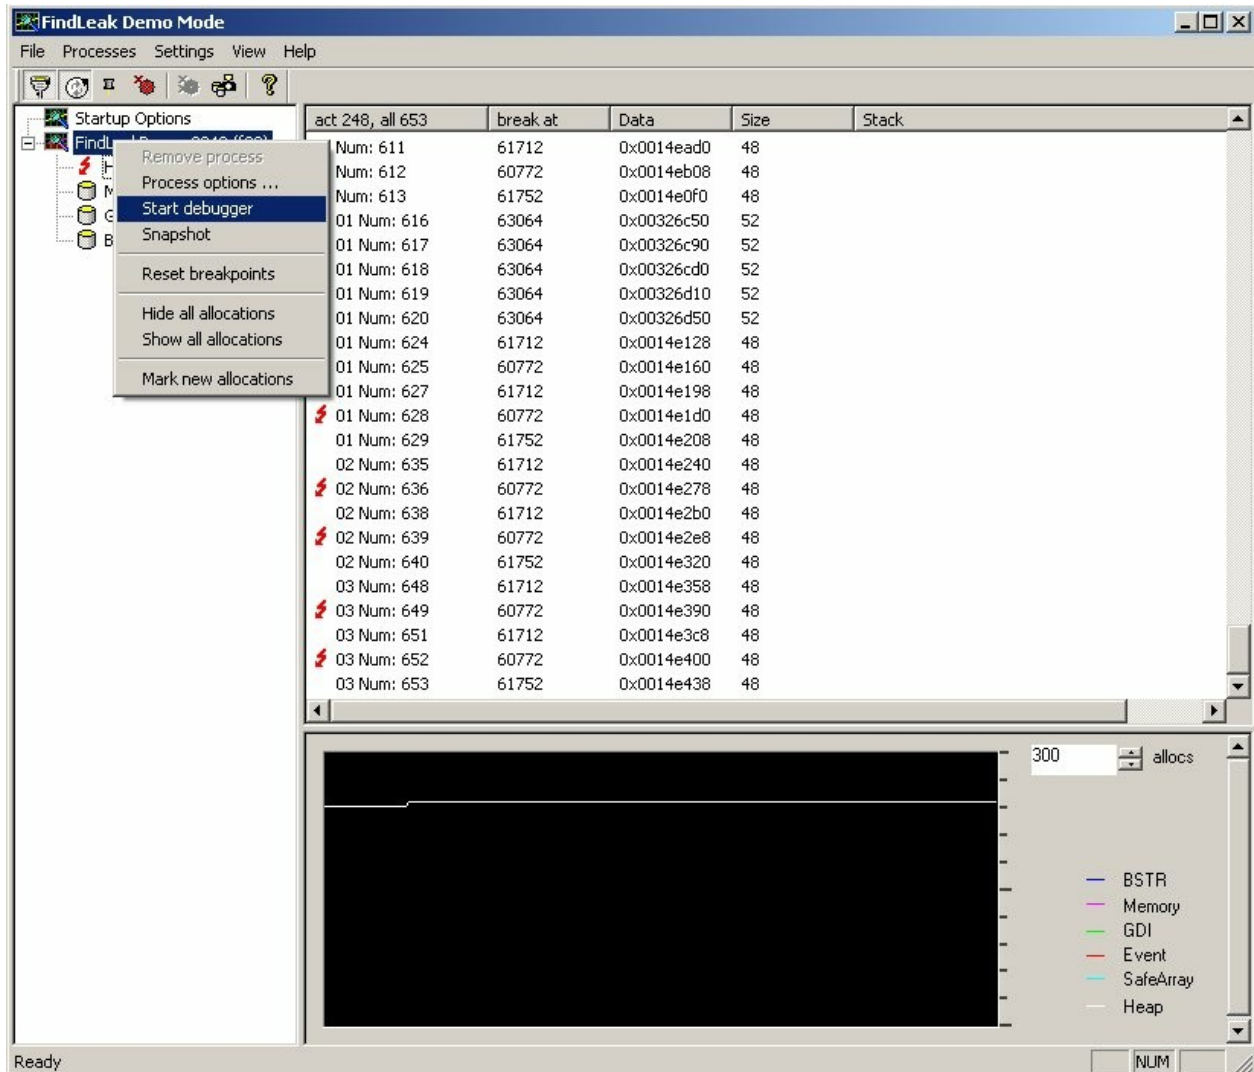 FindLeak Demo Mode
File Processes Settings View Help
Startup Options
act 248, all 653 break at Data Size Stack
Num: 611 61712 0x0014ead0 48
Num: 612 60772 0x0014eb08 48
Num: 613 61752 0x0014e0f0 48
01 Num: 616 63064 0x00326c50 52
01 Num: 617 63064 0x00326c90 52
01 Num: 618 63064 0x00326cd0 52
01 Num: 619 63064 0x00326d10 52
01 Num: 620 63064 0x00326d50 52
01 Num: 624 61712 0x0014e128 48
01 Num: 625 60772 0x0014e160 48
01 Num: 627 61712 0x0014e198 48
01 Num: 628 60772 0x0014e1d0 48
01 Num: 629 61752 0x0014e208 48
02 Num: 635 61712 0x0014e240 48
02 Num: 636 60772 0x0014e278 48
02 Num: 638 61712 0x0014e2b0 48
02 Num: 639 60772 0x0014e2e8 48
02 Num: 640 61752 0x0014e320 48
03 Num: 648 61712 0x0014e358 48
03 Num: 649 60772 0x0014e390 48
03 Num: 651 61712 0x0014e3c8 48
03 Num: 652 60772 0x0014e400 48
03 Num: 653 61752 0x0014e438 48
Remove process
Process options ...
Start debugger
Snapshot
Reset breakpoints
Hide all allocations
Show all allocations
Mark new allocations
300 allocs
BSTR
Memory
GDI
Event
SafeArray
Heap
Ready NUM